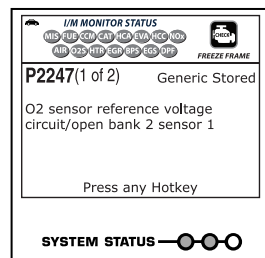 I/M MONITOR STATUS
MIS FUE CCM CAT HCA EVA HCC NOx
AIR O2S HTR EGR BPS EGS DPF
CHECK
FREEZE FRAME
P2247(1 of 2) Generic Stored
O2 sensor reference voltage
circuit/open bank 2 sensor 1
Press any Hotkey
SYSTEM STATUS